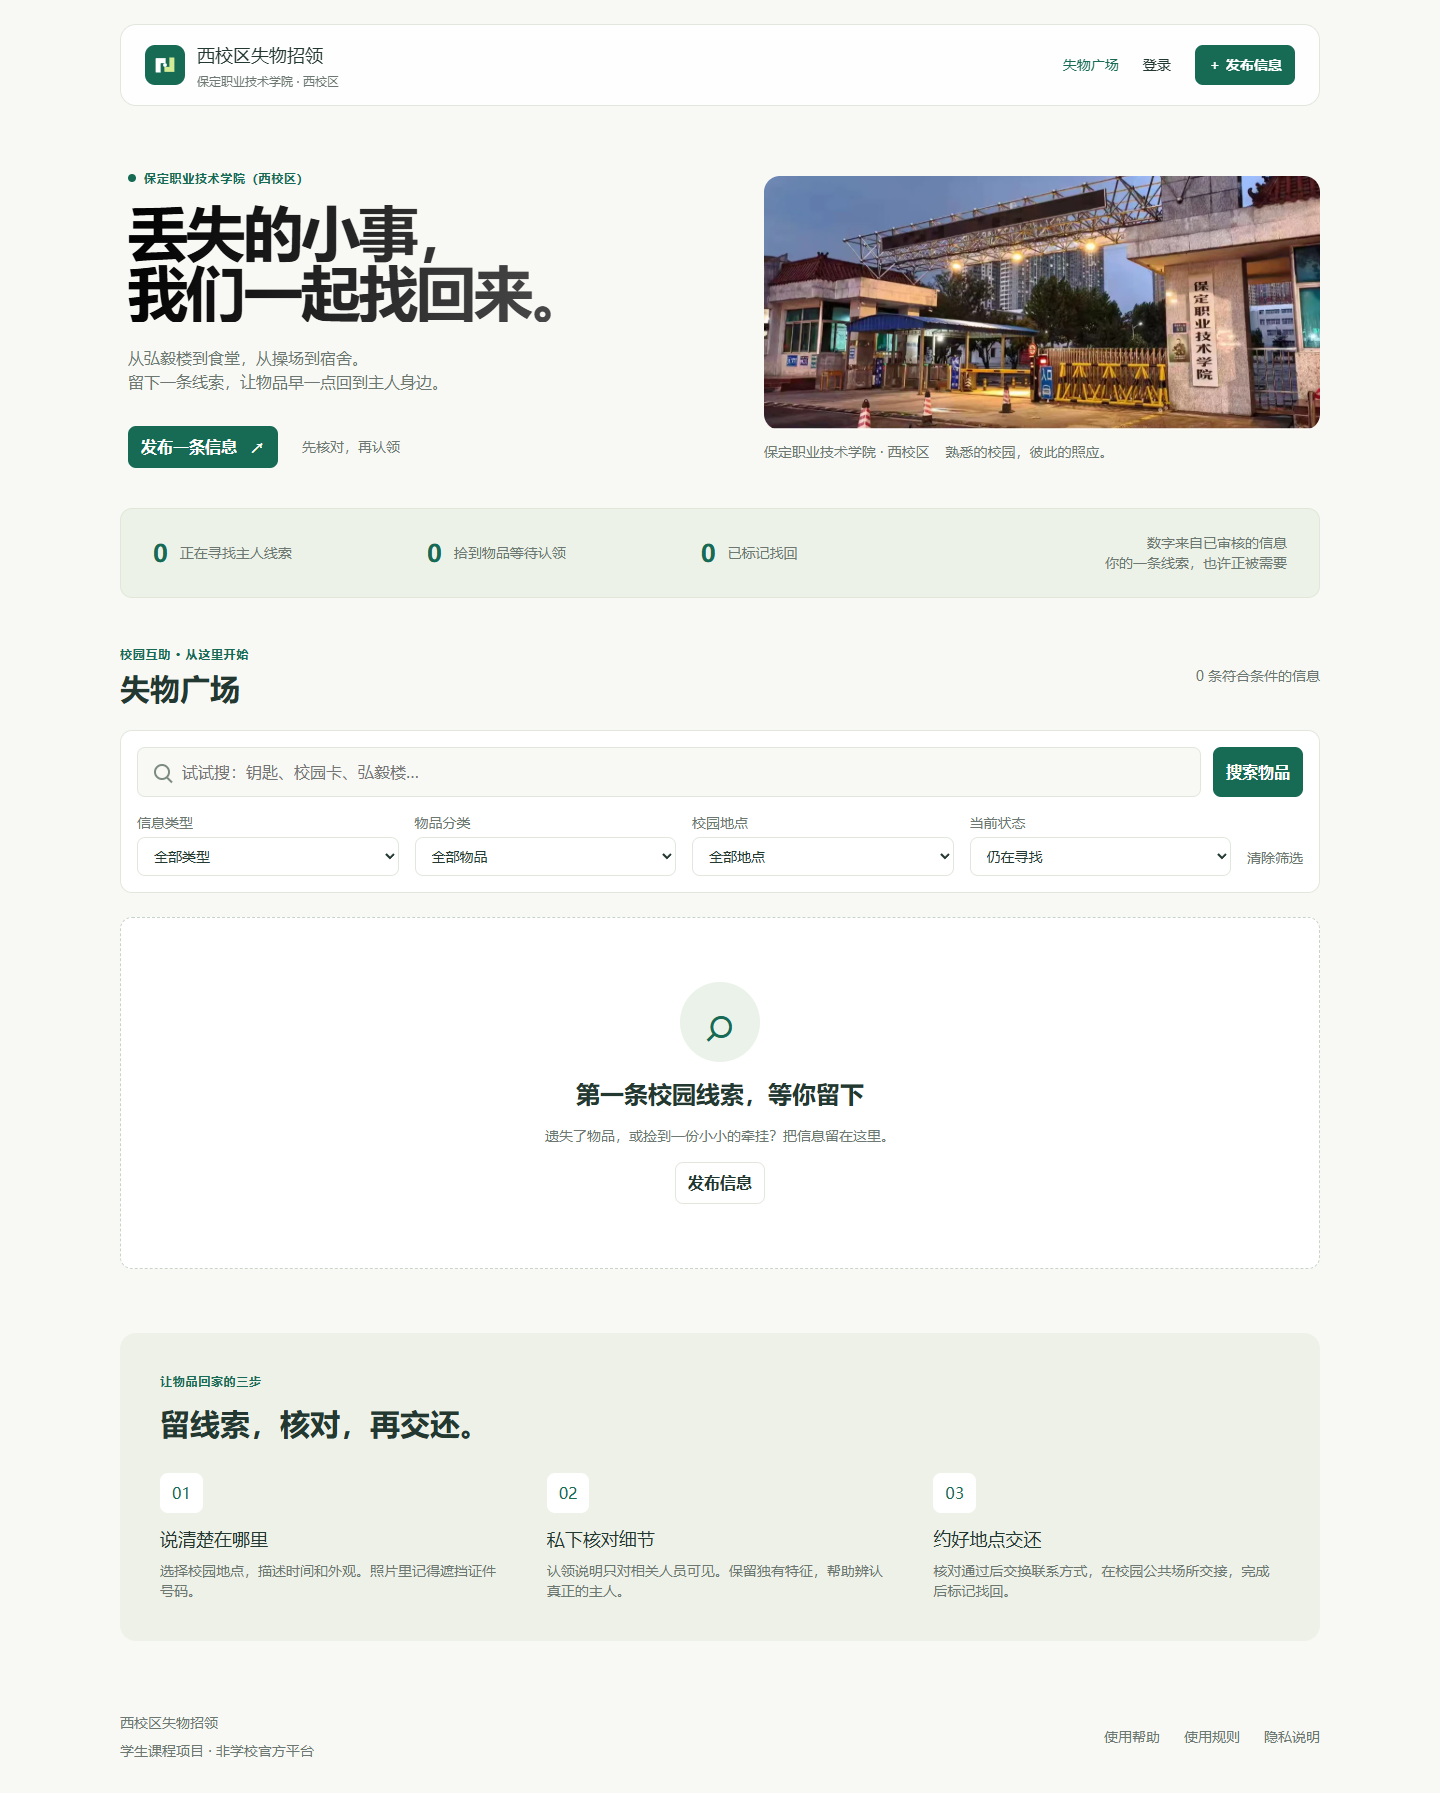 西校区失物招领
保定职业技术学院 · 西校区
失物广场
登录
+ 发布信息
保定职业技术学院（西校区）
丢失的小事，
我们一起找回来。
从弘毅楼到食堂，从操场到宿舍。
留下一条线索，让物品早一点回到主人身边。
发布一条信息 ↗
先核对，再认领
保定职业技术学院
保定职业技术学院 · 西校区 熟悉的校园，彼此的照应。
0 正在寻找主人线索
0 拾到物品等待认领
0 已标记找回
数字来自已审核的信息
你的一条线索，也许正被需要
校园互助 · 从这里开始
失物广场
0 条符合条件的信息
试试搜：钥匙、校园卡、弘毅楼...
搜索物品
信息类型
物品分类
校园地点
当前状态
全部类型
全部物品
全部地点
仍在寻找
清除筛选
第一条校园线索，等你留下
遗失了物品，或捡到一份小小的牵挂？把信息留在这里。
发布信息
让物品回家的三步
留线索，核对，再交还。
01
说清楚在哪里
选择校园地点，描述时间和外观。照片里记得遮挡证件
号码。
02
私下核对细节
认领说明只对相关人员可见。保留独有特征，帮助辨认
真正的主人。
03
约好地点交还
核对通过后交换联系方式，在校园公共场所交接，完成
后标记找回。
西校区失物招领
学生课程项目 · 非学校官方平台
使用帮助
使用规则
隐私说明